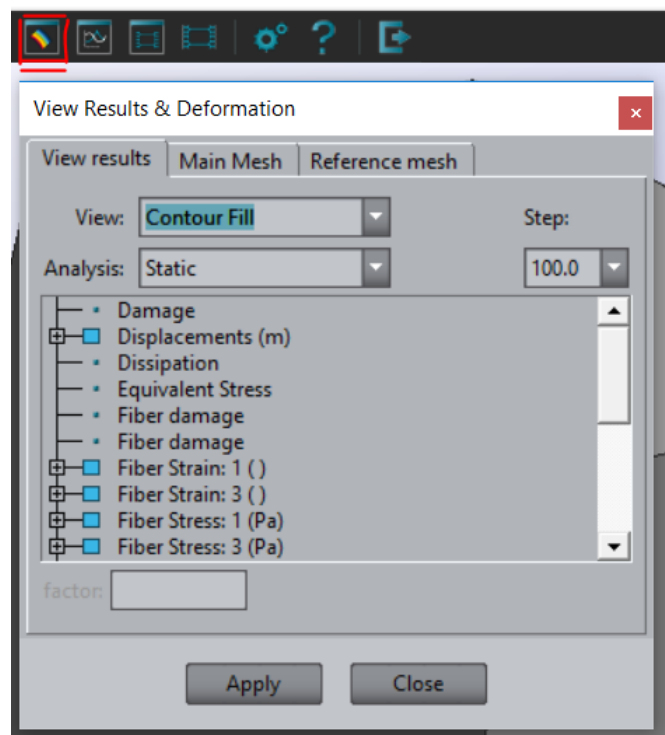 ?
View Results & Deformation
x
View results Main Mesh Reference mesh
View: Contour Fill Step:
Analysis: Static 100.0
Damage
Displacements (m)
Dissipation
Equivalent Stress
Fiber damage
Fiber damage
Fiber Strain: 1 ( )
Fiber Strain: 3 ( )
Fiber Stress: 1 (Pa)
Fiber Stress: 3 (Pa)
factor:
Apply Close